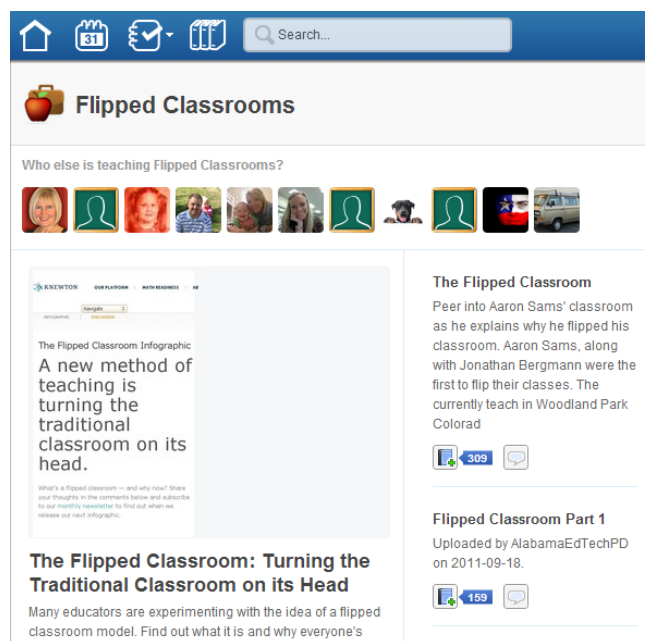 31
Search...
Flipped Classrooms
Who else is teaching Flipped Classrooms?
KNEWTON OUR PLATFORM MATH READINESS AB
Navigate
INFOGRAPHIC DISCUSSION
The Flipped Classroom Infographic
A new method of
teaching is
turning the
traditional
classroom on its
head.
What's a flipped classroom — and why now? Share
your thoughts in the comments below and subscribe
to our monthly newsletter to find out when we
release our next infographic.
The Flipped Classroom: Turning the
Traditional Classroom on its Head
Many educators are experimenting with the idea of a flipped
classroom model. Find out what it is and why everyone's
The Flipped Classroom
Peer into Aaron Sams' classroom
as he explains why he flipped his
classroom. Aaron Sams, along
with Jonathan Bergmann were the
first to flip their classes. The
currently teach in Woodland Park
Colorad
309
Flipped Classroom Part 1
Uploaded by AlabamaEdTechPD
on 2011-09-18.
159